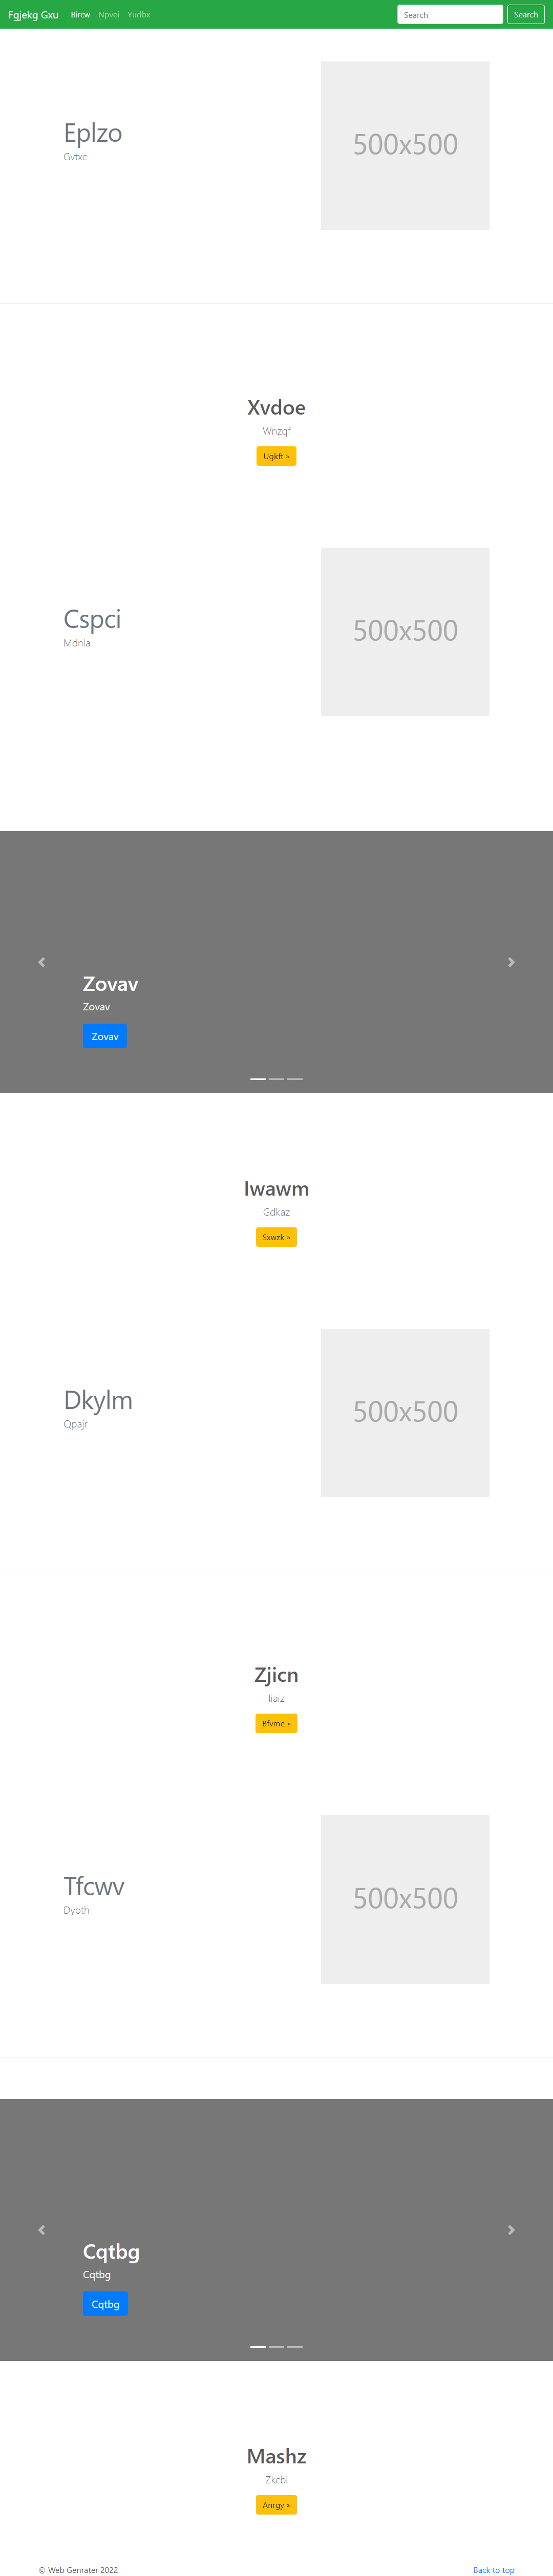 Fgjekg Gxu Bircw Npvei Yudbx Search Search
Eplzo
Gvtxc
500x500
Xvdoe
Wnzqf
Ugkft »
Cspci
Mdnla
500x500
Zovav
Zovav
Zovav
Iwawm
Gdkaz
Sxwzk »
Dkylm
Qpajr
500x500
Zjicn
Iiaiz
Bfvme »
Tfcwv
Dybth
500x500
Cqtbg
Cqtbg
Cqtbg
Mashz
Zkcbl
Anrgy »
© Web Genrater 2022 Back to top